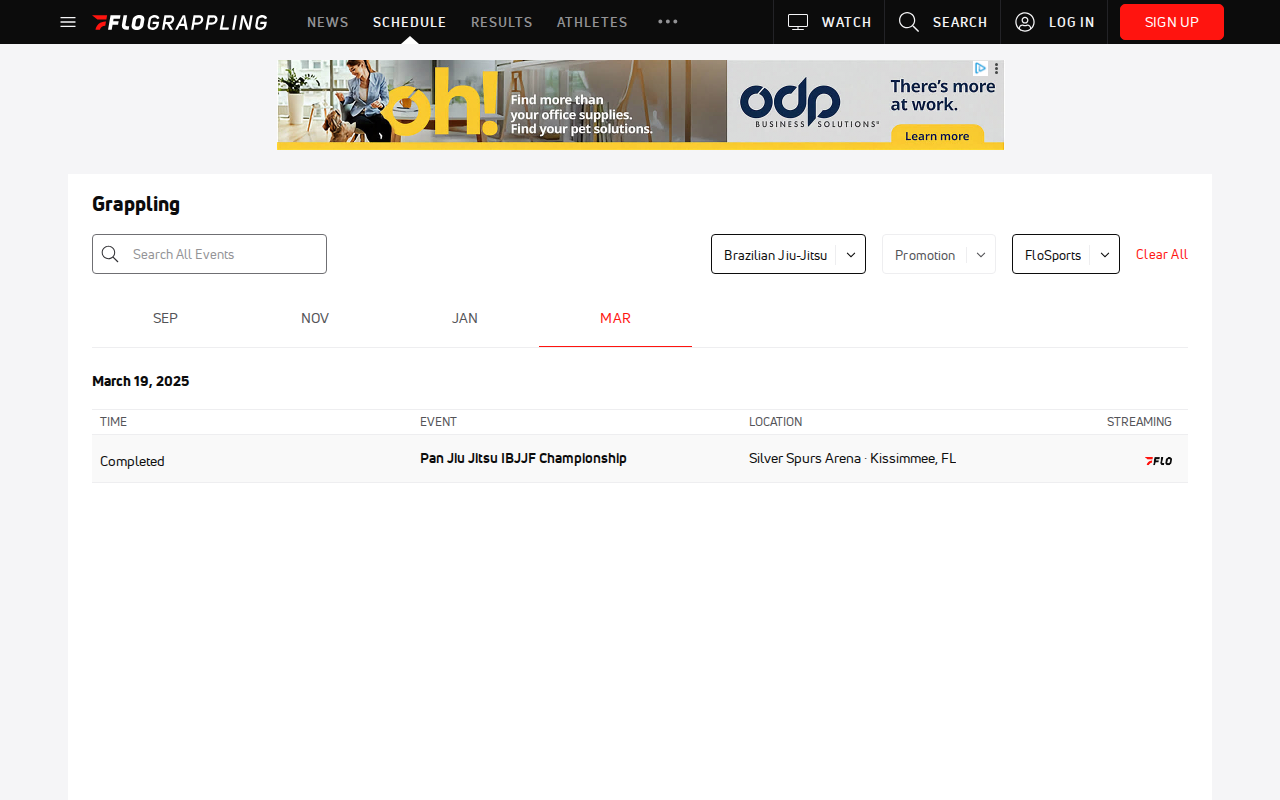 FLOGRAPPLING
NEWS
SCHEDULE
RESULTS
ATHLETES
WATCH
SEARCH
LOG IN
SIGN UP
oh!
Find more than
your office supplies.
Find your pet solutions.
odp
BUSINESS SOLUTIONS®
There's more
at work.
Learn more
Grappling
Search All Events
Brazilian Jiu-Jitsu
Promotion
FloSports
Clear All
SEP
NOV
JAN
MAR
March 19, 2025
TIME
EVENT
LOCATION
STREAMING
Completed
Pan Jiu Jitsu IBJJF Championship
Silver Spurs Arena · Kissimmee, FL
FLO